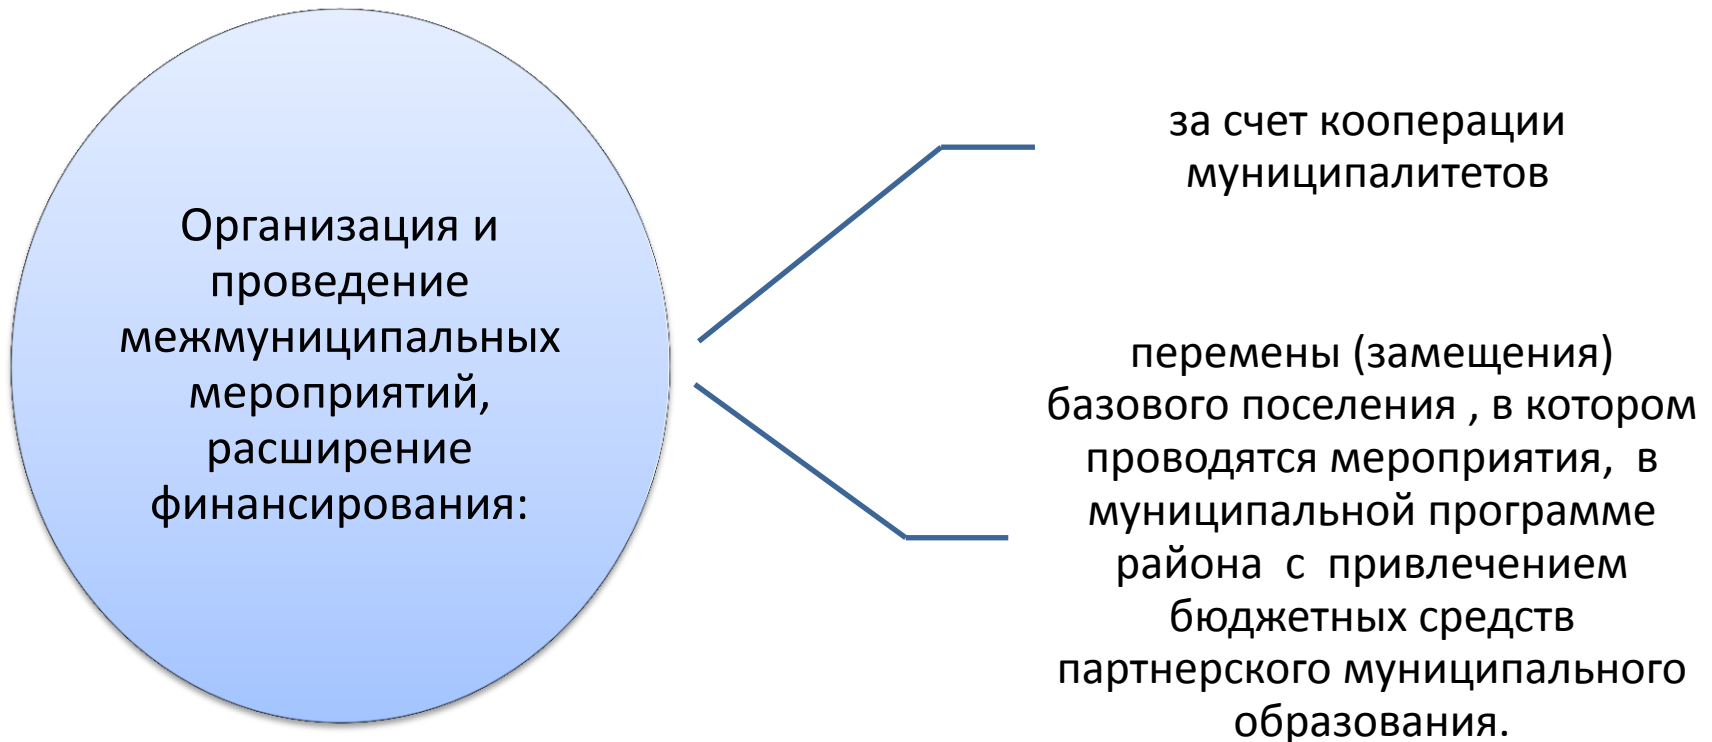 Организация и
проведение
межмуниципальных
мероприятий,
расширение
финансирования:
за счет кооперации
муниципалитетов
перемены (замещения)
базового поселения , в котором
проводятся мероприятия, в
муниципальной программе
района с привлечением
бюджетных средств
партнерского муниципального
образования.